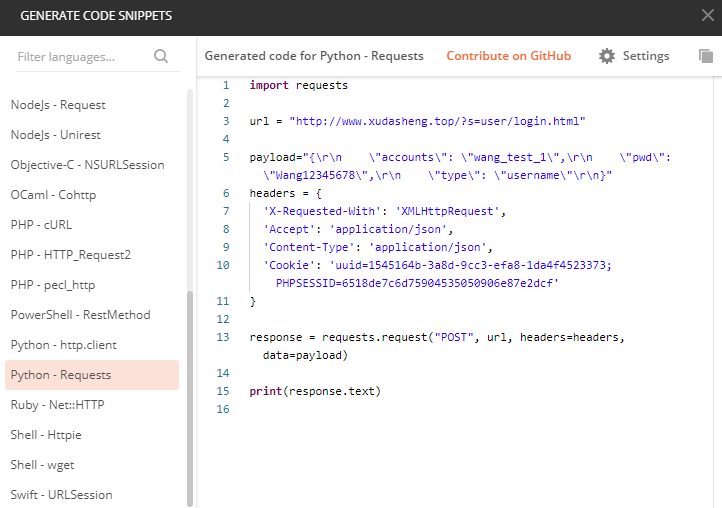 GENERATE CODE SNIPPETS
Filter languages...
Generated code for Python - Requests Contribute on GitHub Settings
NodeJs - Request
NodeJs - Unirest
Objective-C - NSURLSession
OCaml - Cohttp
PHP - cURL
PHP - HTTP_Request2
PHP - pecl_http
PowerShell - RestMethod
Python - http.client
Python - Requests
Ruby - Net::HTTP
Shell - Httpie
Shell - wget
Swift - URLSession
1 import requests
2
3 url = "http://www.xudasheng.top/?s=user/login.html"
4
5 payload="{\r\n    \"accounts\": \"wang_test_1\",\r\n    \"pwd\":
\"Wang12345678\",\r\n    \"type\": \"username\"\r\n}"
6 headers = {
7   'X-Requested-With': 'XMLHttpRequest',
8   'Accept': 'application/json',
9   'Content-Type': 'application/json',
10   'Cookie': 'uuid=1545164b-3a8d-9cc3-efa8-1da4f4523373;
PHPSESSID=6518de7c6d75904535050906e87e2dcf'
11 }
12
13 response = requests.request("POST", url, headers=headers,
data=payload)
14
15 print(response.text)
16